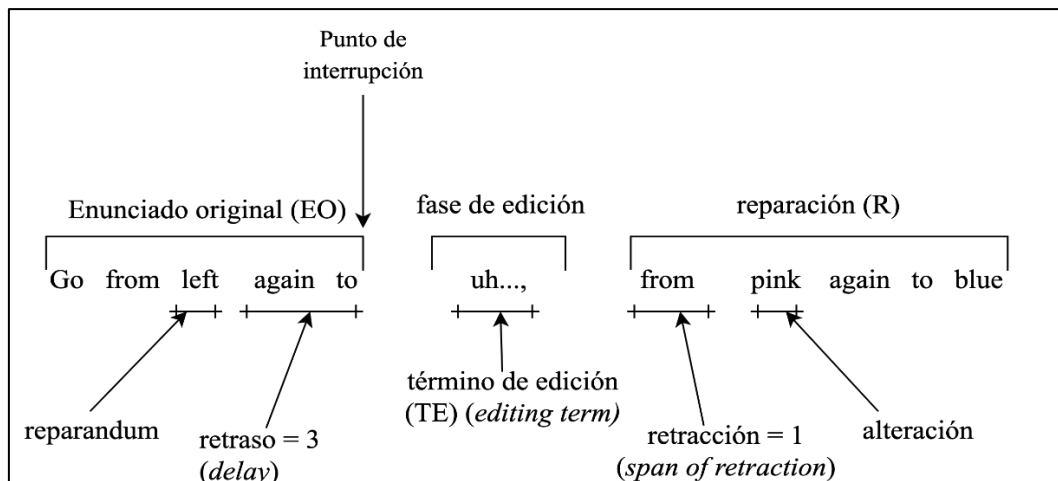 Punto de
interrupción
Enunciado original (EO)
fase de edición
reparación (R)
Go from left again to
uh...,
from pink again to blue
reparandum
retraso = 3
(delay)
término de edición
(TE) (editing term)
retracción = 1
(span of retraction)
alteración